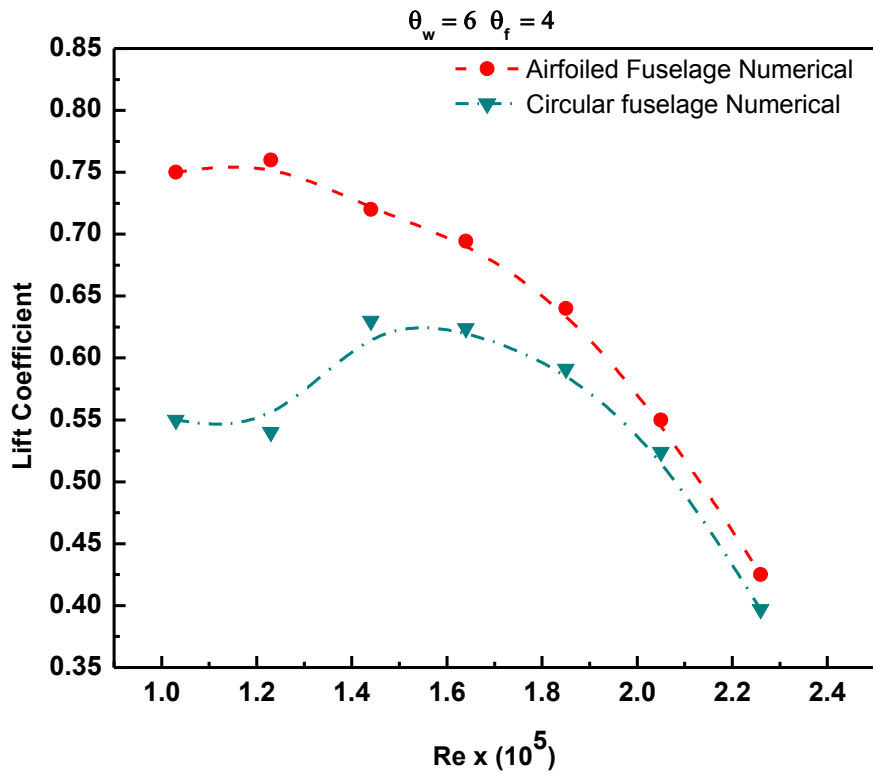 θw = 6 θf = 4
Airfoiled Fuselage Numerical
Circular fuselage Numerical
0.85
0.80
0.75
0.70
0.65
0.60
0.55
0.50
0.45
0.40
0.35
Lift Coefficient
1.0 1.2 1.4 1.6 1.8 2.0 2.2 2.4
Re x (10^5)